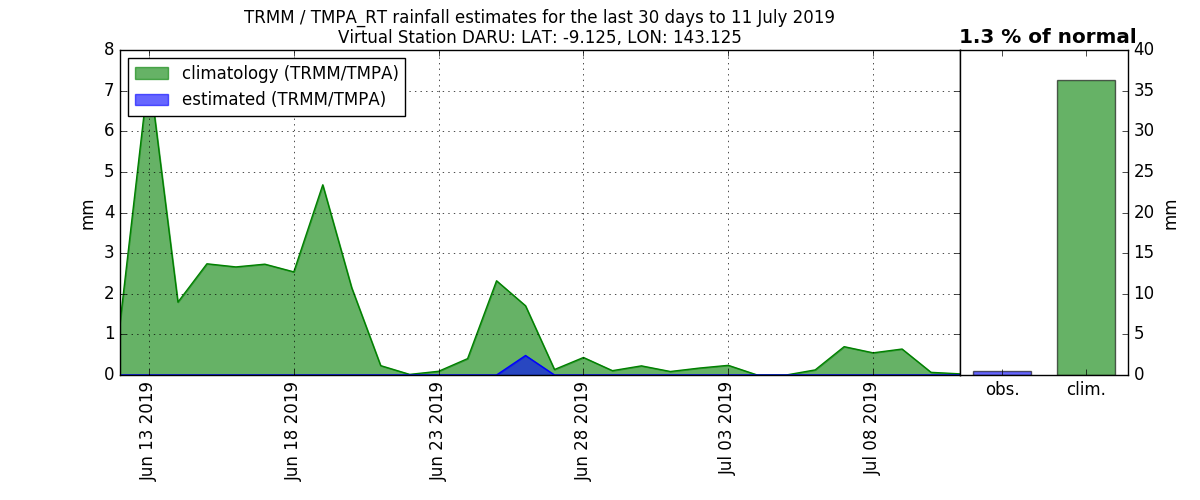 TRMM / TMPA_RT rainfall estimates for the last 30 days to 11 July 2019
Virtual Station DARU: LAT: -9.125, LON: 143.125
1.3 % of normal
climatology (TRMM/TMPA)
estimated (TRMM/TMPA)
8
7
6
5
4
3
2
1
0
mm
Jun 13 2019
Jun 18 2019
Jun 23 2019
Jun 28 2019
Jul 03 2019
Jul 08 2019
obs.
clim.
40
35
30
25
20
15
10
5
0
mm